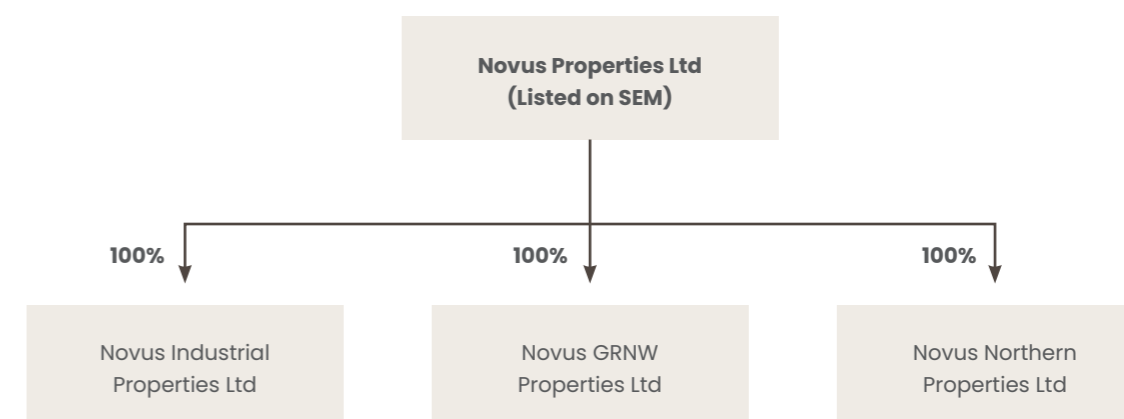 Novus Properties Ltd
(Listed on SEM)
100%
100%
100%
Novus Industrial
Properties Ltd
Novus GRNW
Properties Ltd
Novus Northern
Properties Ltd